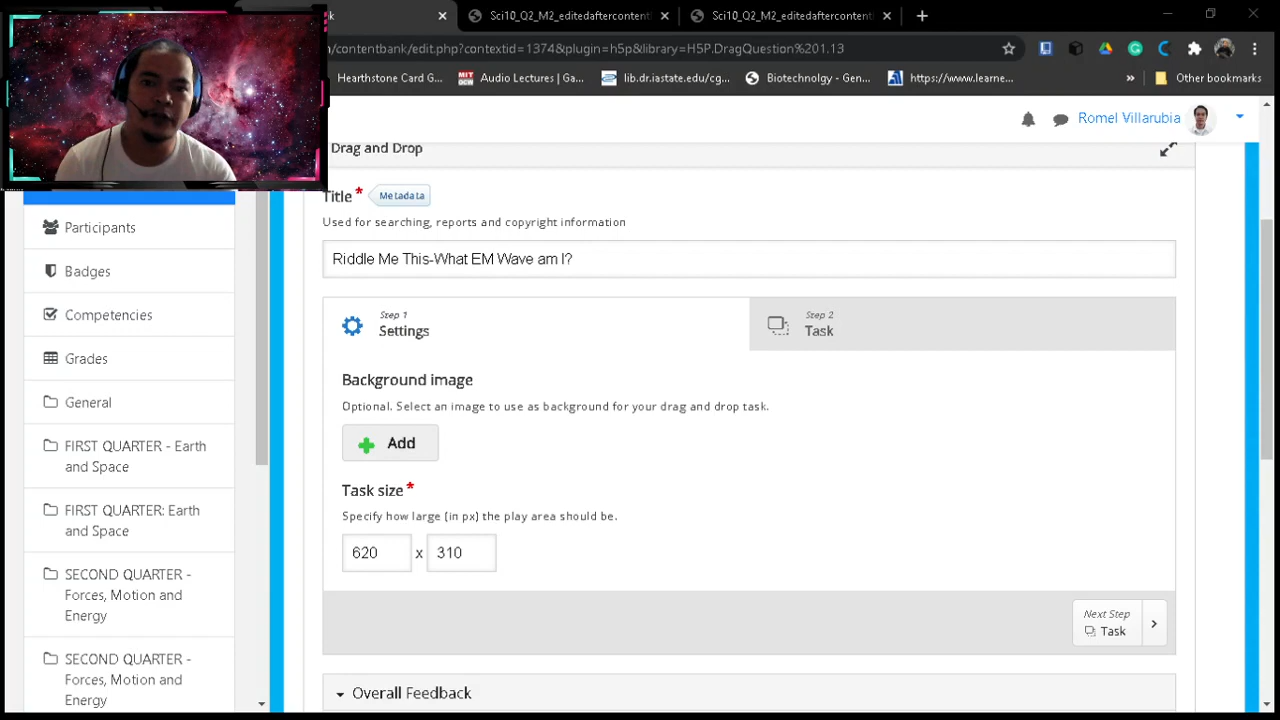 /contentbank/edit.php?contextid=1374&plugin=h5p&library=H5P.DragQuestion%201.13
Hearthstone Card G...
Audio Lectures | Ga...
lib.dr.iastate/cg...
Biotechnolgy - Qu...
https://www.learne...
»
Other bookmarks
Romel Villarubia
Drag and Drop
Title*
Metadata
Used for searching, reports and copyright information
Riddle Me This-What EM Wave am I?
Step 1
Settings
Step 2
Task
Background image
Optional. Select an image to use as background for your drag and drop task.
Add
Task size*
Specify how large (in px) the play area should be.
620 x 310
Next Step
Task
Overall Feedback
Participants
Badges
Competencies
Grades
General
FIRST QUARTER - Earth
and Space
FIRST QUARTER: Earth
and Space
SECOND QUARTER -
Forces, Motion and
Energy
SECOND QUARTER -
Forces, Motion and
Energy